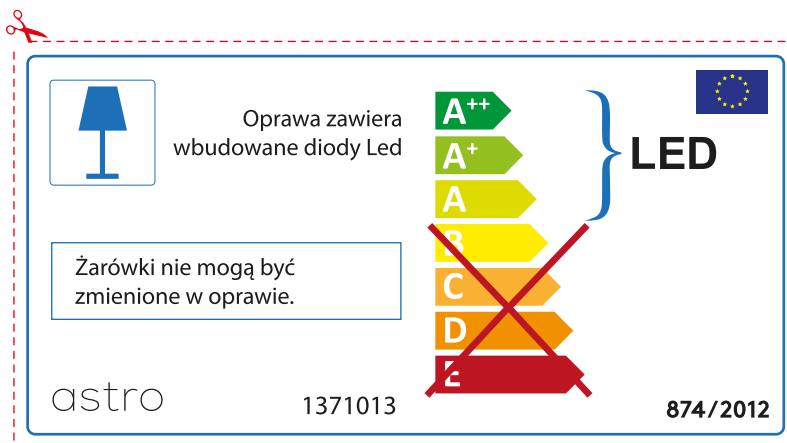 Oprawa zawiera
wbudowane diody Led
A++
A+
A
B
C
D
E
LED
Żarówki nie mogą być
zmienione w oprawie.
astro
1371013
874/2012